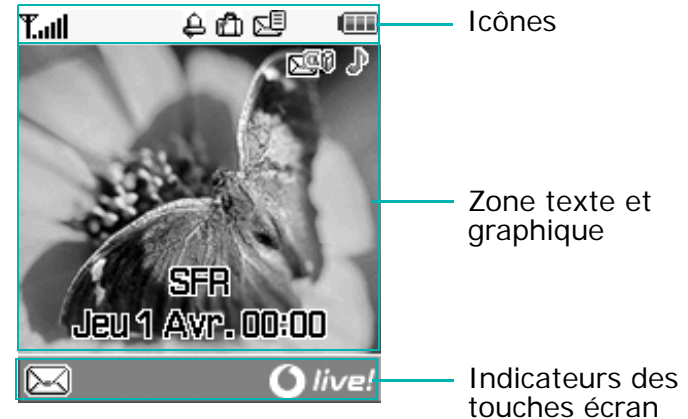 Icônes
Zone texte et
graphique
SFR
Jeu 1 Avr. 00:00
live!
Indicateurs des
touches écran